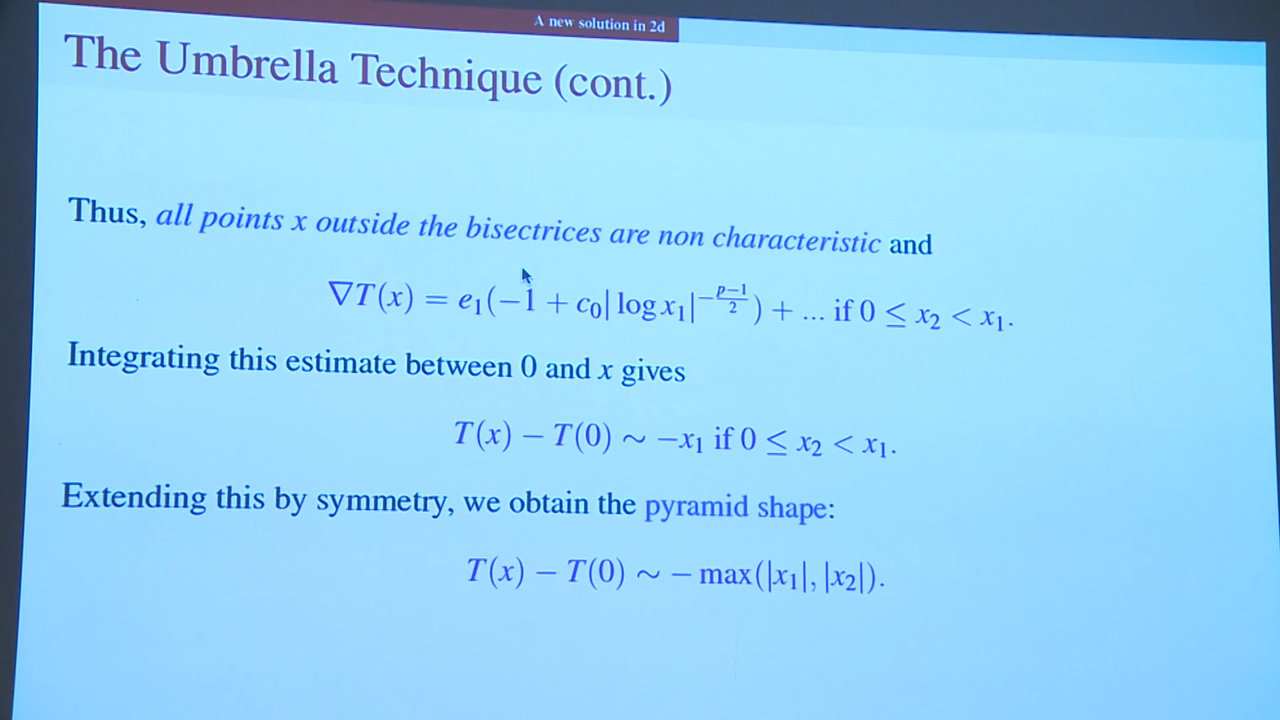 A new solution in 2d
The Umbrella Technique (cont.)
Thus, all points x outside the bisectrices are non characteristic and
∇T(x) = e₁(−1 + c₀| log x₁|^{−\frac{p−1}{2}}) + ... if 0 ≤ x₂ < x₁.
Integrating this estimate between 0 and x gives
T(x) − T(0) ∼ −x₁ if 0 ≤ x₂ < x₁.
Extending this by symmetry, we obtain the pyramid shape:
T(x) − T(0) ∼ − max(|x₁|, |x₂|).